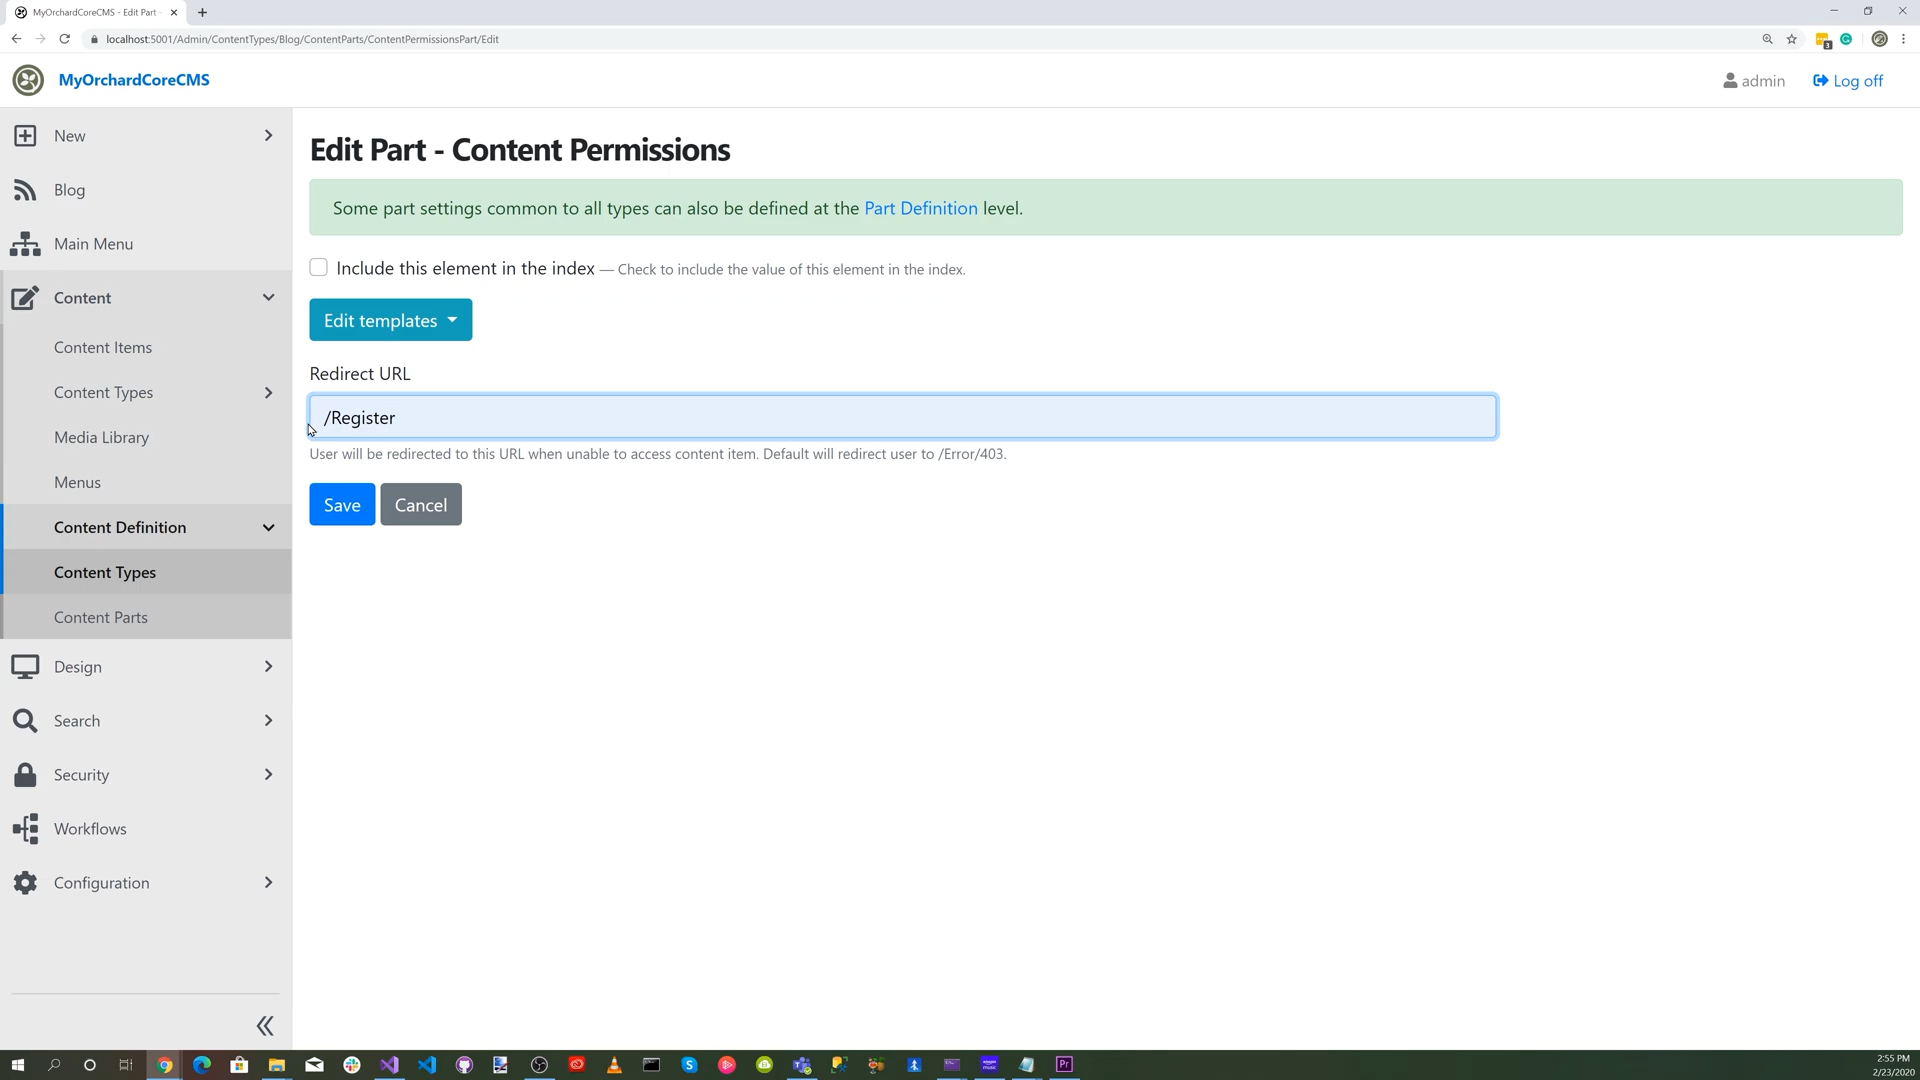 MyOrchardCoreCMS - Edit Part -
localhost:5001/Admin/ContentTypes/Blog/ContentParts/ContentPermissionsPart/Edit
3
MyOrchardCoreCMS
admin
Log off
New
Blog
Main Menu
Content
Content Items
Content Types
Media Library
Menus
Content Definition
Content Types
Content Parts
Design
Search
Security
Workflows
Configuration
Edit Part - Content Permissions
Some part settings common to all types can also be defined at the Part Definition level.
Include this element in the index — Check to include the value of this element in the index.
Edit templates
Redirect URL
/Register
User will be redirected to this URL when unable to access content item. Default will redirect user to /Error/403.
Save Cancel
Pr
2:55 PM
2/23/2020